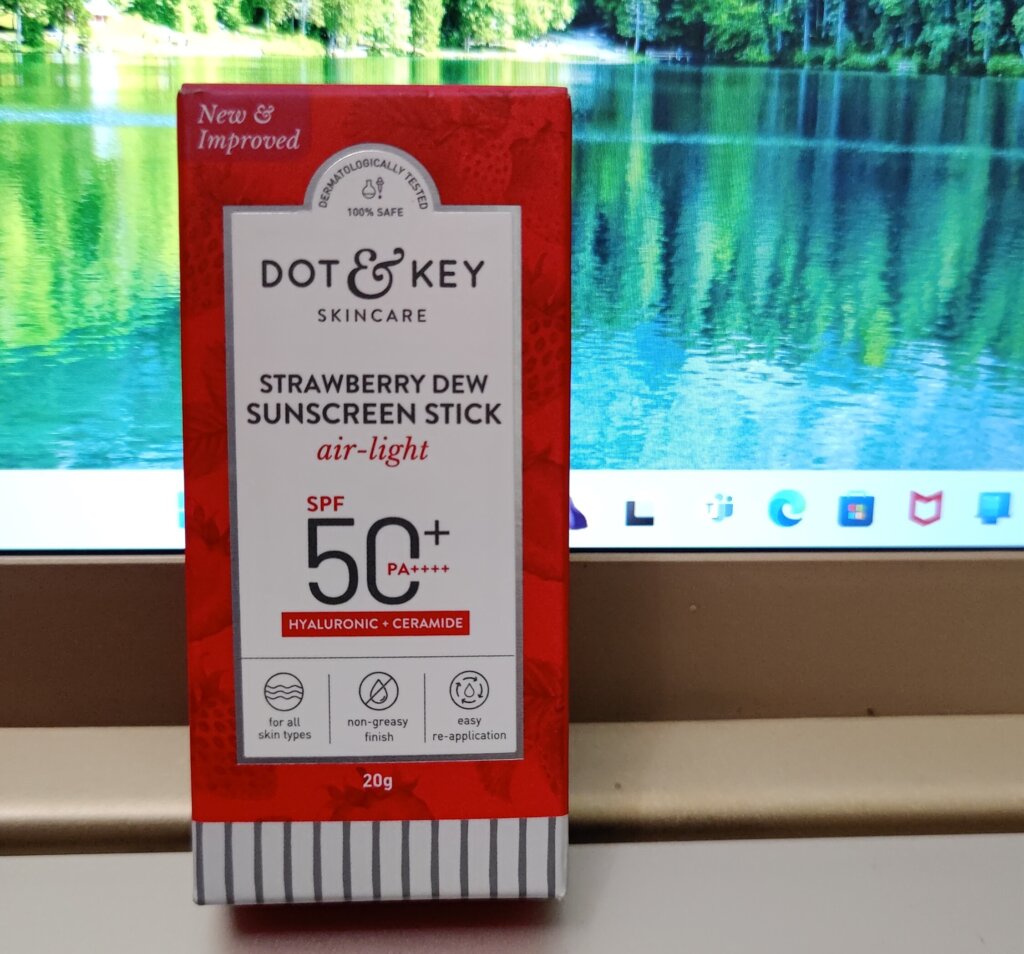 New &
Improved
DERMATOLOGICALLY TESTED
100% SAFE
DOT & KEY
SKINCARE
STRAWBERRY DEW
SUNSCREEN STICK
air-light
SPF
50+
PA++++
HYALURONIC + CERAMIDE
for all
skin types
non-greasy
finish
easy
re-application
20g